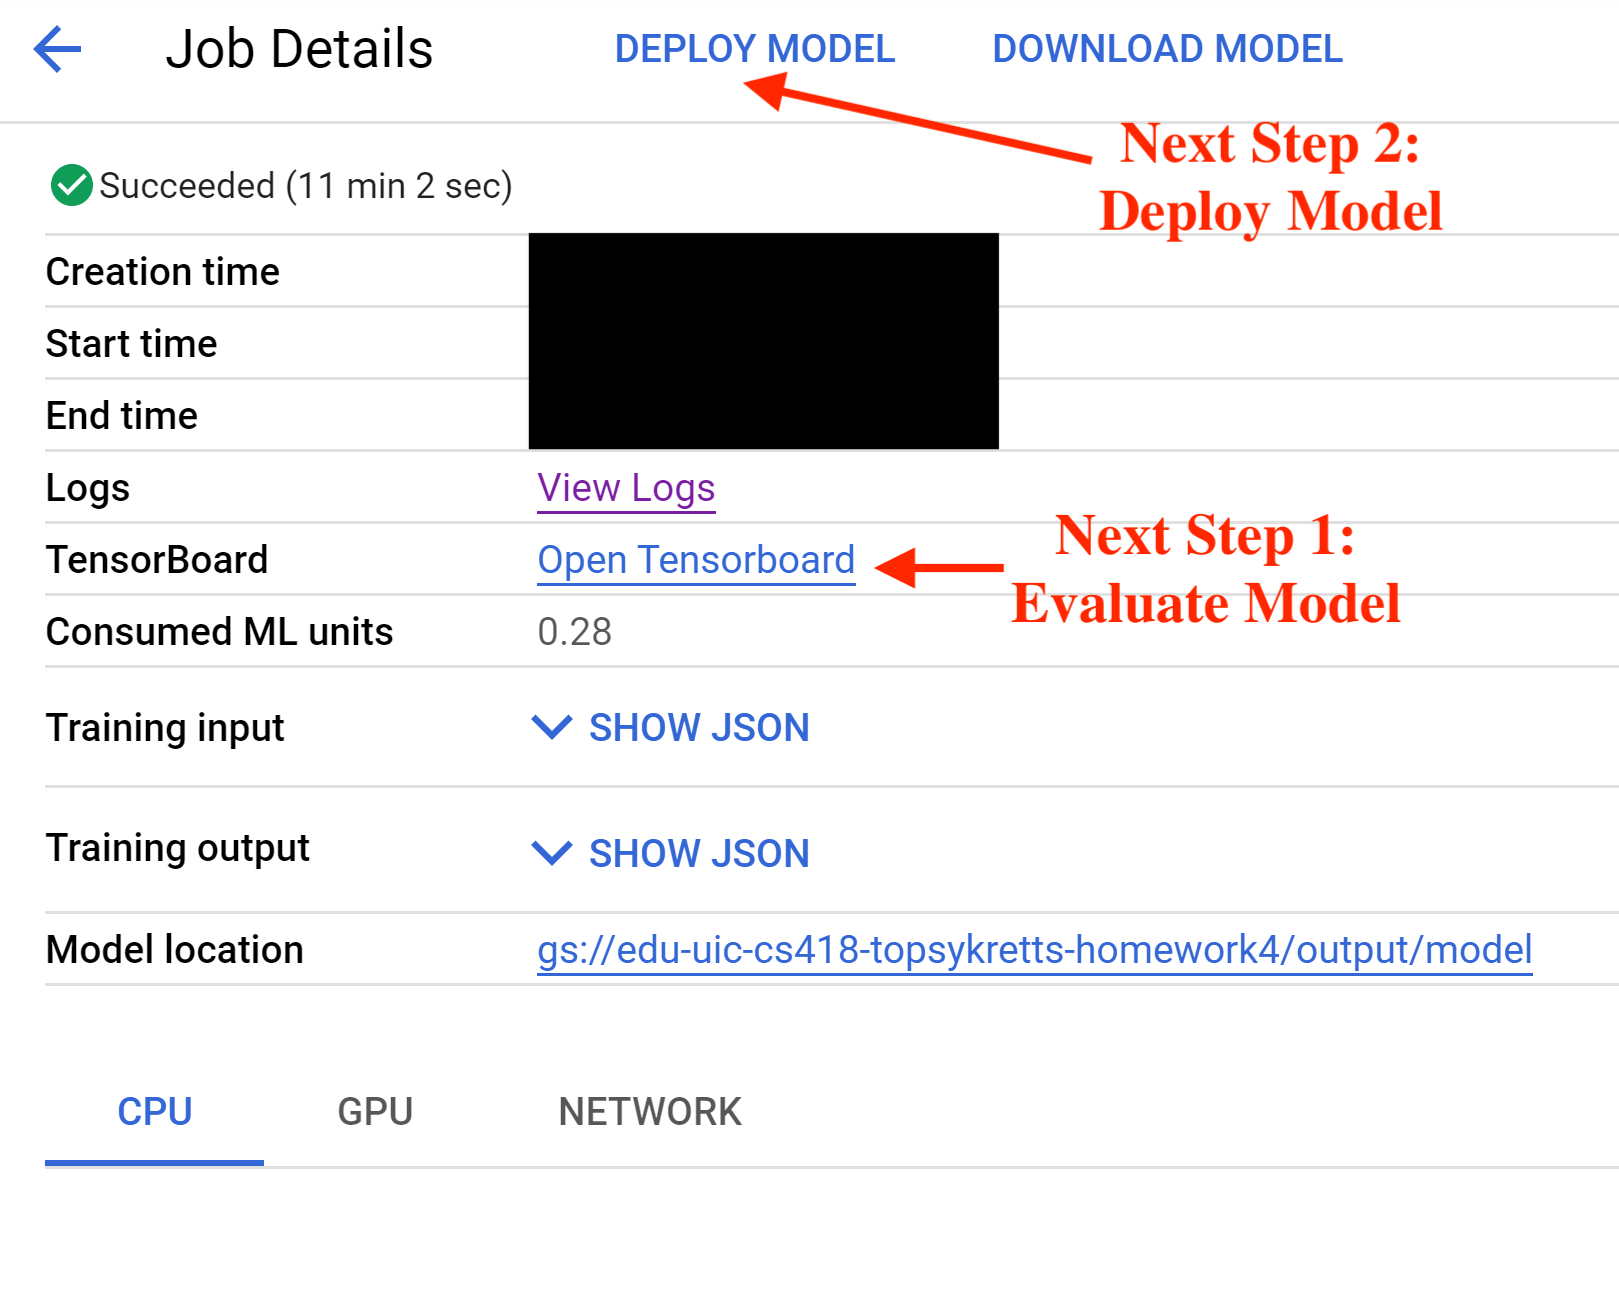 Job Details DEPLOY MODEL DOWNLOAD MODEL
Next Step 2:
Deploy Model
Succeeded (11 min 2 sec)
Creation time
Start time
End time
Logs View Logs
TensorBoard Open Tensorboard
Next Step 1:
Evaluate Model
Consumed ML units 0.28
Training input SHOW JSON
Training output SHOW JSON
Model location gs://edu-uic-cs418-topsykretts-homework4/output/model
CPU GPU NETWORK